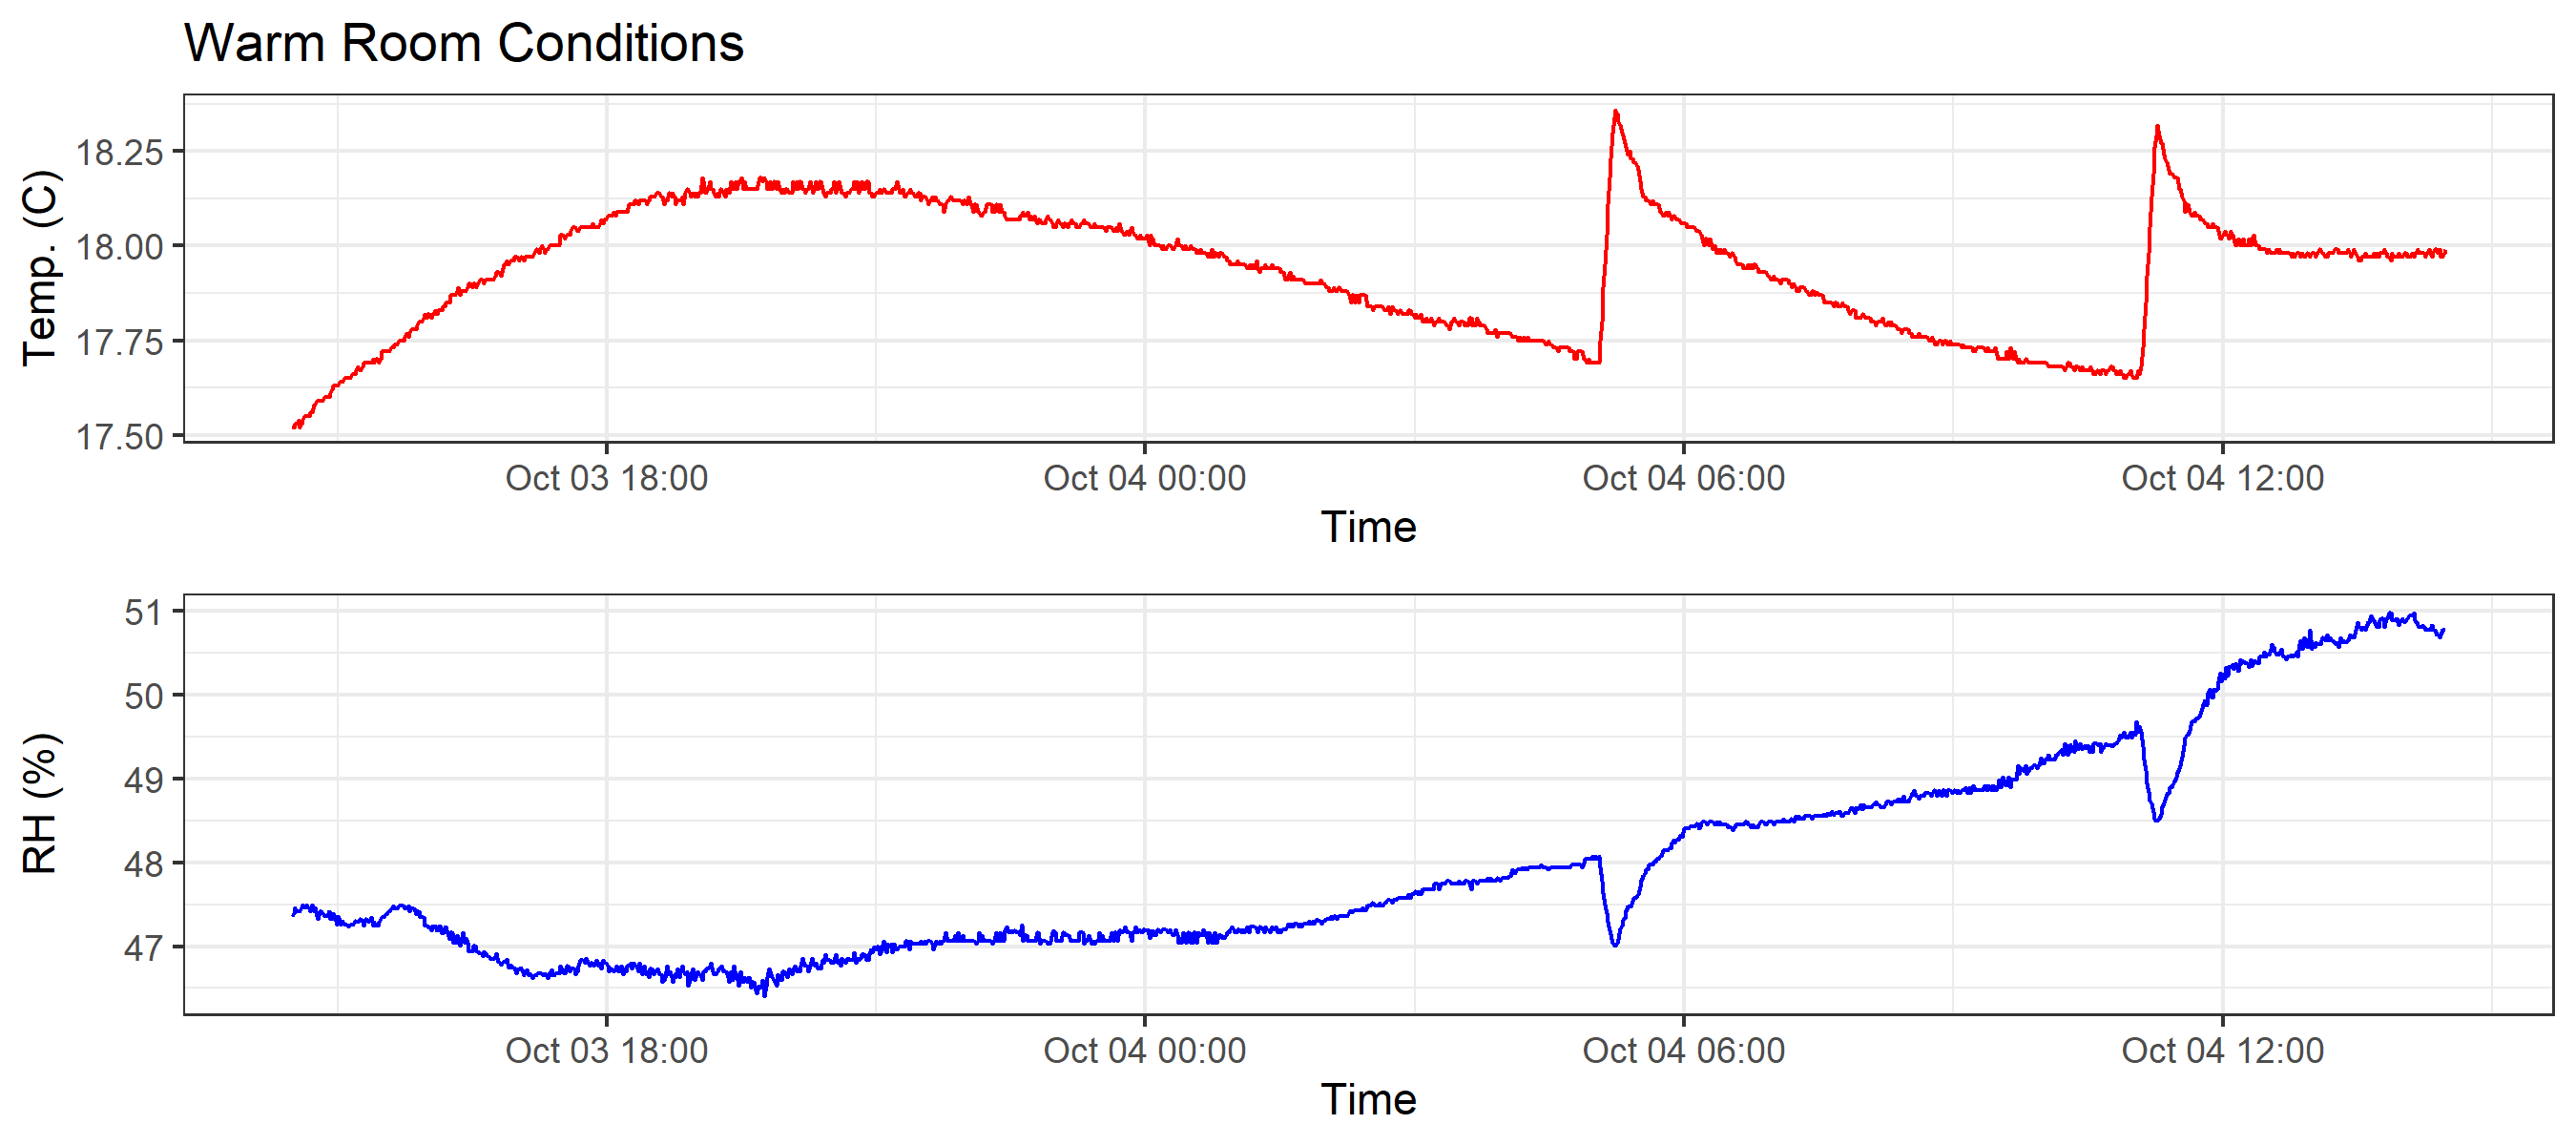 Warm Room Conditions
Temp. (C)
18.25
18.00
17.75
17.50
Oct 03 18:00 Oct 04 00:00 Oct 04 06:00 Oct 04 12:00
Time
RH (%)
51
50
49
48
47
Oct 03 18:00 Oct 04 00:00 Oct 04 06:00 Oct 04 12:00
Time